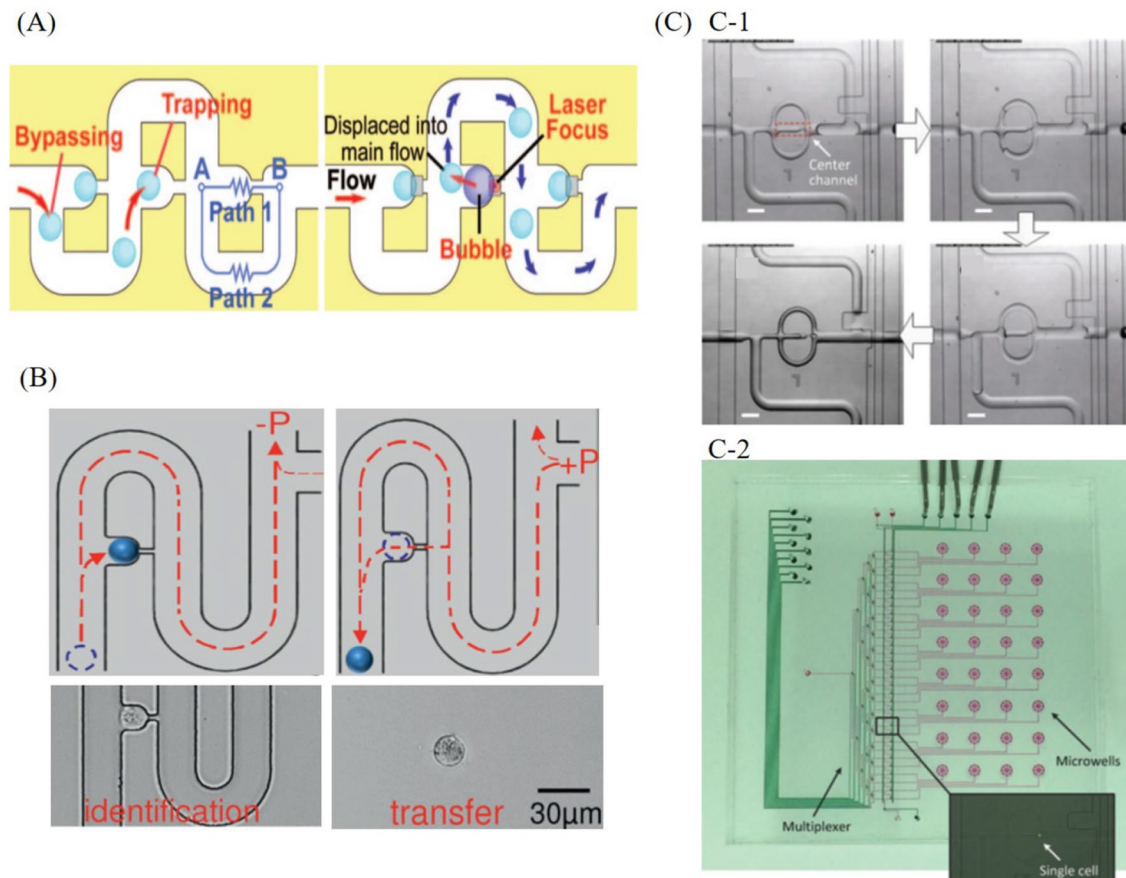 (A)
Bypassing
Trapping
A
B
Path 1
Path 2
Displaced into
main flow
Flow
Laser
Focus
Bubble
(B)
-P
+P
identification
transfer
30μm
(C) C-1
Center
channel
C-2
Microwells
Multiplexer
Single cell